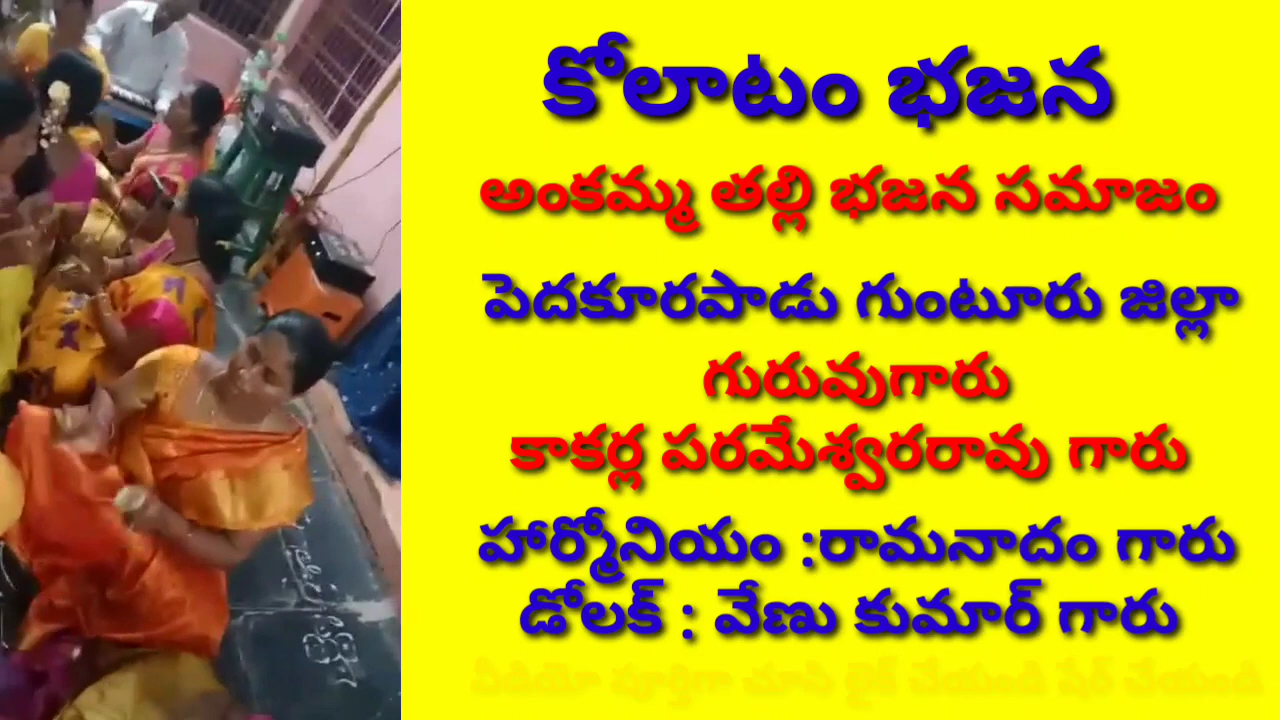 కోలాటం భజన
అంకమ్మ తల్లి భజన సమాజం
పెదకూరపాడు గుంటూరు జిల్లా
గురువుగారు
కాకర్ల పరమేశ్వరరావు గారు
హార్మోనియం :రామనాదం గారు
డోలక్ : వేణు కుమార్ గారు
వీడియో పూర్తిగా చూసి లైక్ చేయండి షేర్ చేయండి